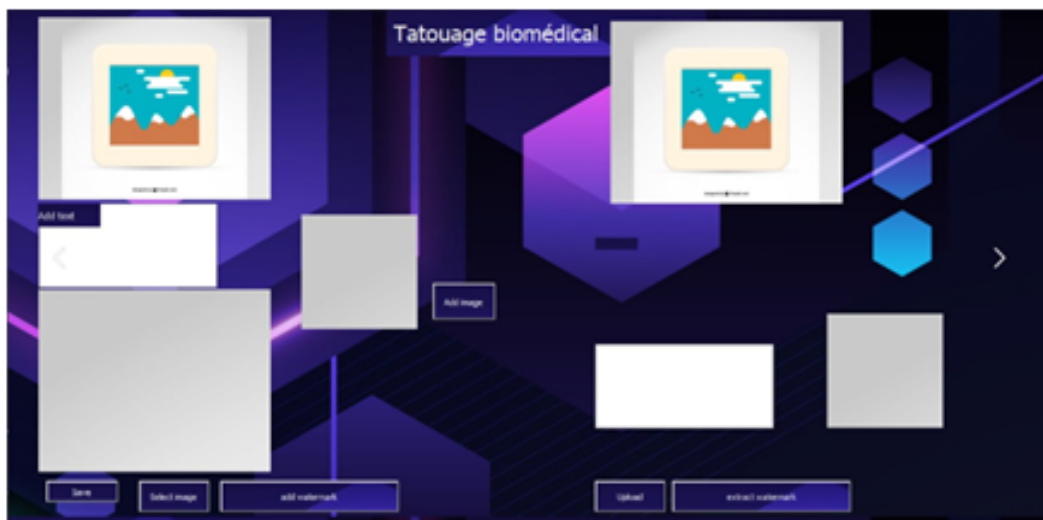 Tatouage biomédical
Add text
Add image
Save
Select image
add watermark
Upload
extract watermark